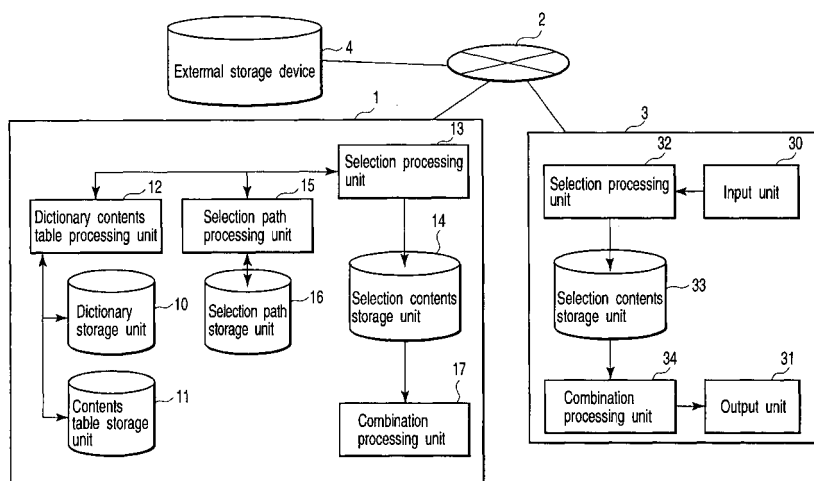 2
4
Extermal storage device
1
3
13
Selection processing
unit
12
Dictionary contents
table processing unit
15
Selection path
processing unit
14
Selection contents
storage unit
10
Dictionary
storage unit
16
Selection path
storage unit
11
Contents
table storage
unit
17
Combination
processing unit
32
Selection processing
unit
30
Input unit
33
Selection contents
storage unit
34
Combination
processing unit
31
Output unit